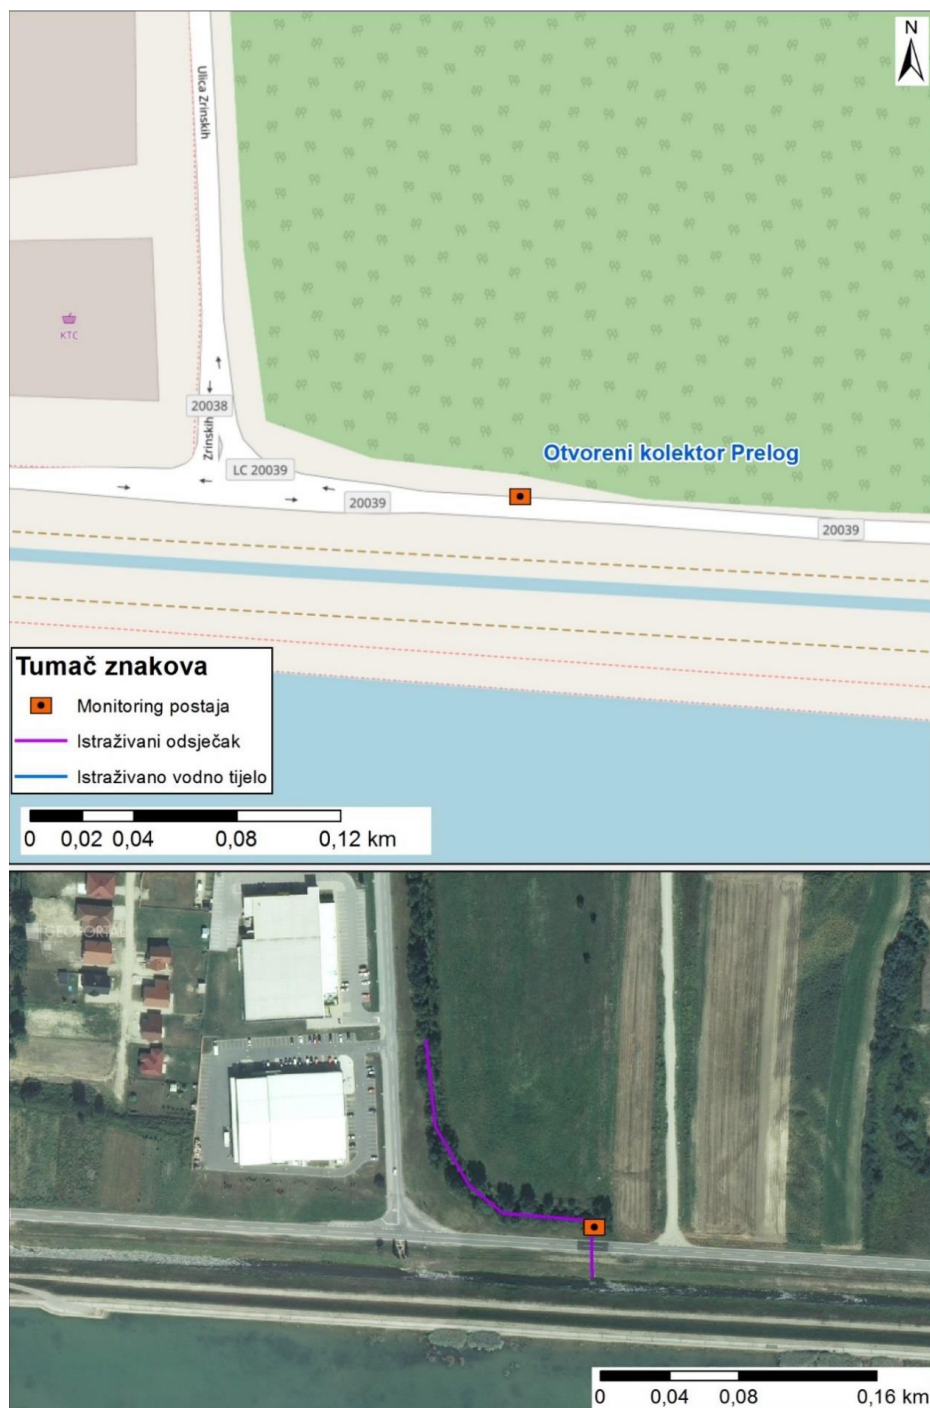 N
Ulica Zrinskih
KTC
20038
Zrinskih
LC 20039
Otvoreni kolektor Prelog
20039
20039
Tumač znakova
Monitoring postaja
Istraživani odsječak
Istraživano vodno tijelo
0 0,02 0,04 0,08 0,12 km
GEOPORTAL
0 0,04 0,08 0,16 km